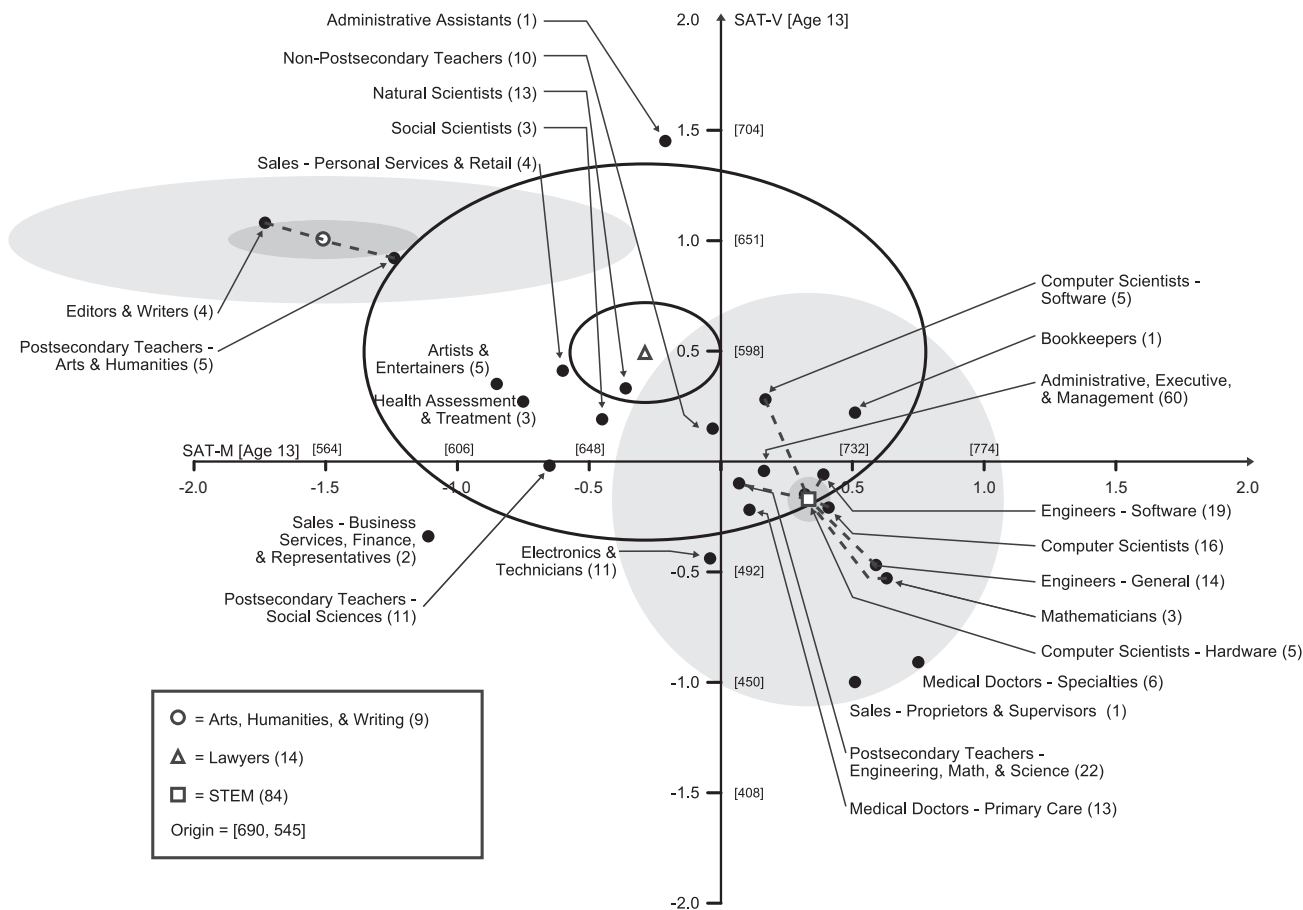 Administrative Assistants (1)
2.0
SAT-V [Age 13]
Non-Postsecondary Teachers (10)
Natural Scientists (13)
Social Scientists (3)
1.5
[704]
Sales - Personal Services & Retail (4)
1.0
[651]
Editors & Writers (4)
Computer Scientists -
Software (5)
Postsecondary Teachers -
Arts & Humanities (5)
Artists &
Entertainers (5)
0.5
[598]
Bookkeepers (1)
Administrative, Executive,
& Management (60)
Health Assessment
& Treatment (3)
SAT-M [Age 13]
[564]
[606]
[648]
[732]
[774]
-2.0
-1.5
-1.0
-0.5
0.5
1.0
1.5
2.0
Engineers - Software (19)
Sales - Business
Services, Finance,
& Representatives (2)
Electronics &
Technicians (11)
-0.5
[492]
Computer Scientists (16)
Engineers - General (14)
Postsecondary Teachers -
Social Sciences (11)
Mathematicians (3)
Computer Scientists - Hardware (5)
-1.0
[450]
Medical Doctors - Specialties (6)
Sales - Proprietors & Supervisors (1)
= Arts, Humanities, & Writing (9)
= Lawyers (14)
= STEM (84)
Origin = [690, 545]
Postsecondary Teachers -
Engineering, Math, & Science (22)
-1.5
[408]
Medical Doctors - Primary Care (13)
-2.0